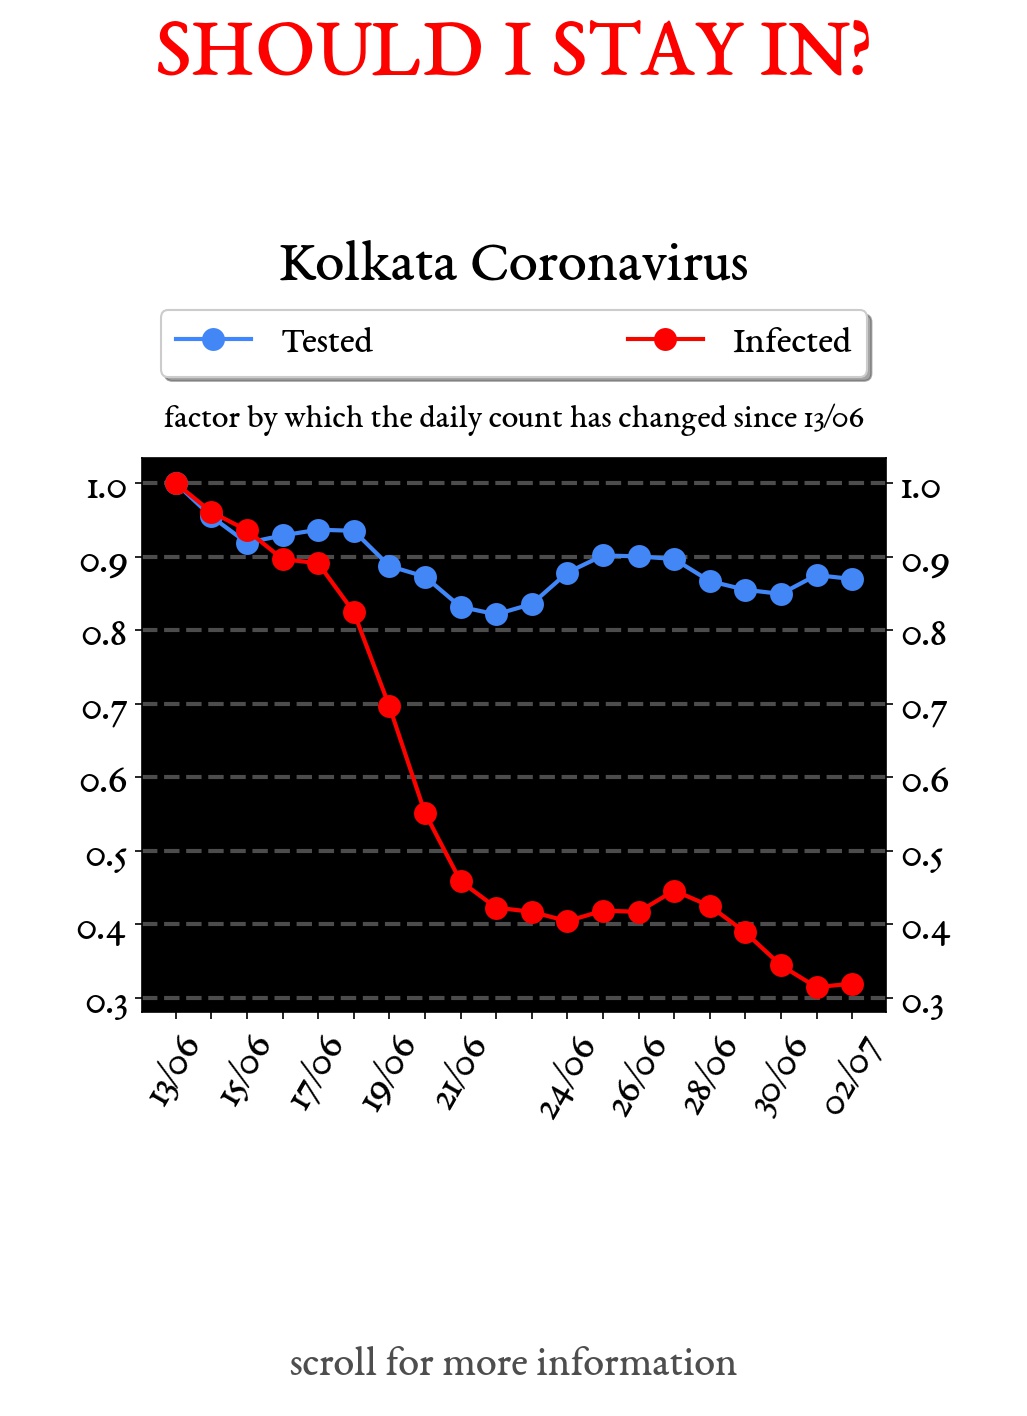 SHOULD I STAY IN?
Kolkata Coronavirus
Tested Infected
factor by which the daily count has changed since 13/06
1.0 1.0
0.9 0.9
0.8 0.8
0.7 0.7
0.6 0.6
0.5 0.5
0.4 0.4
0.3 0.3
13/06 15/06 17/06 19/06 21/06 24/06 26/06 28/06 30/06 02/07
scroll for more information